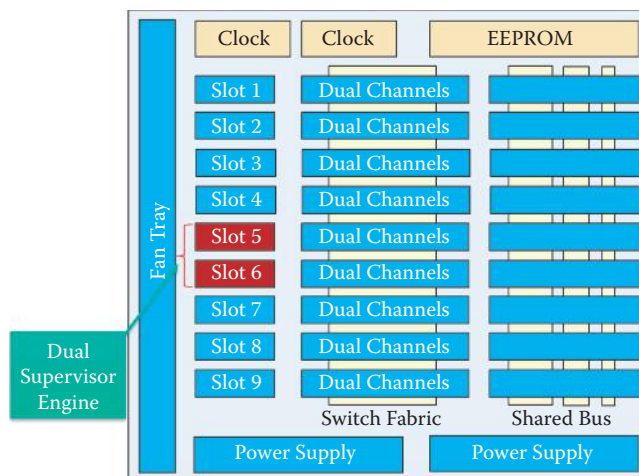 Clock
Clock
EEPROM
Fan Tray
Slot 1
Dual Channels
Slot 2
Dual Channels
Slot 3
Dual Channels
Slot 4
Dual Channels
Slot 5
Dual Channels
Slot 6
Dual Channels
Slot 7
Dual Channels
Slot 8
Dual Channels
Slot 9
Dual Channels
Dual
Supervisor
Engine
Switch Fabric
Shared Bus
Power Supply
Power Supply